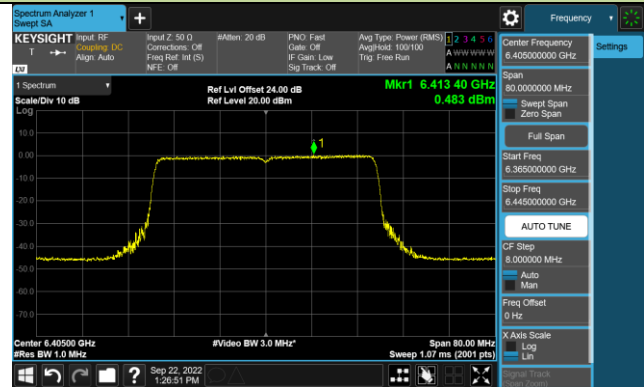 Spectrum Analyzer 1
Swept SA
Frequency
KEYSIGHT
Input: RF
Coupling: DC
Align: Auto
Input Z: 50 Ω
Corrections: Off
Freq Ref: Int (S)
NFE: Off
#Atten: 20 dB
PNO: Fast
Gate: Off
IF Gain: Low
Sig Track: Off
Avg Type: Power (RMS)
Avg|Hold: 100/100
Trig: Free Run
1 2 3 4 5 6
A W W W W W
A N N N N N
LXI
T
1 Spectrum
Scale/Div 10 dB
Ref Lvl Offset 24.00 dB
Ref Level 20.00 dBm
Mkr1 6.413 40 GHz
0.483 dBm
Log
10.0
0.00
-10.0
-20.0
-30.0
-40.0
-50.0
-60.0
-70.0
1
Center 6.40500 GHz
#Res BW 1.0 MHz
#Video BW 3.0 MHz*
Span 80.00 MHz
Sweep 1.07 ms (2001 pts)
Sep 22, 2022
1:26:51 PM
Center Frequency
6.405000000 GHz
Span
80.0000000 MHz
Swept Span
Zero Span
Full Span
Start Freq
6.365000000 GHz
Stop Freq
6.445000000 GHz
AUTO TUNE
CF Step
8.000000 MHz
Auto
Man
Freq Offset
0 Hz
X Axis Scale
Log
Lin
Signal Track
(Span Zoom)
Settings